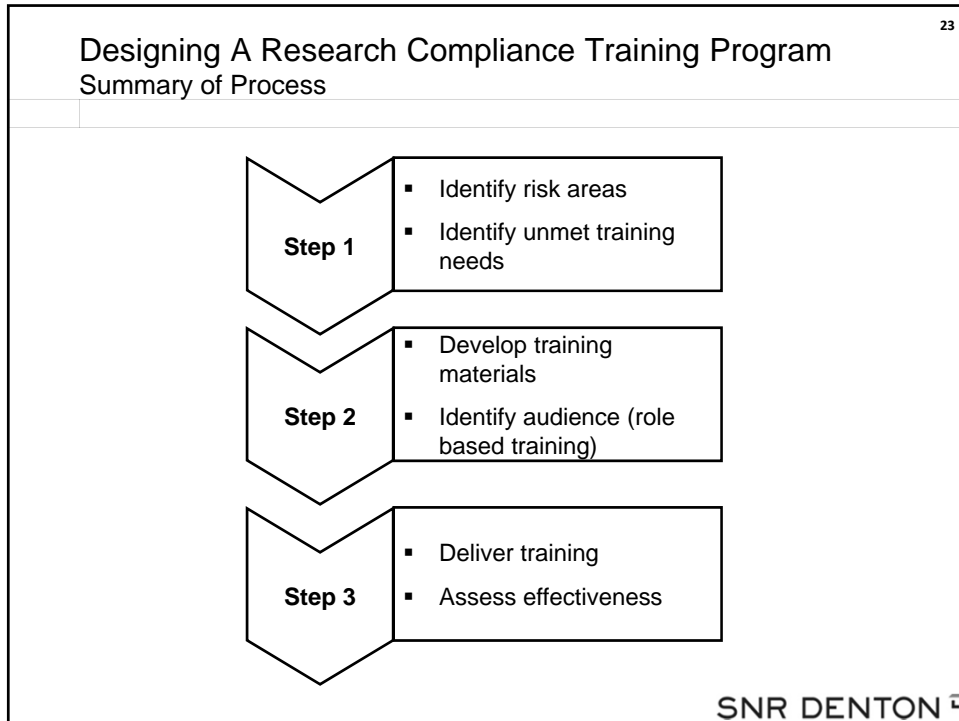 23
Designing A Research Compliance Training Program
Summary of Process
Step 1
▪ Identify risk areas
▪ Identify unmet training
needs
Step 2
▪ Develop training
materials
▪ Identify audience (role
based training)
Step 3
▪ Deliver training
▪ Assess effectiveness
SNR DENTON